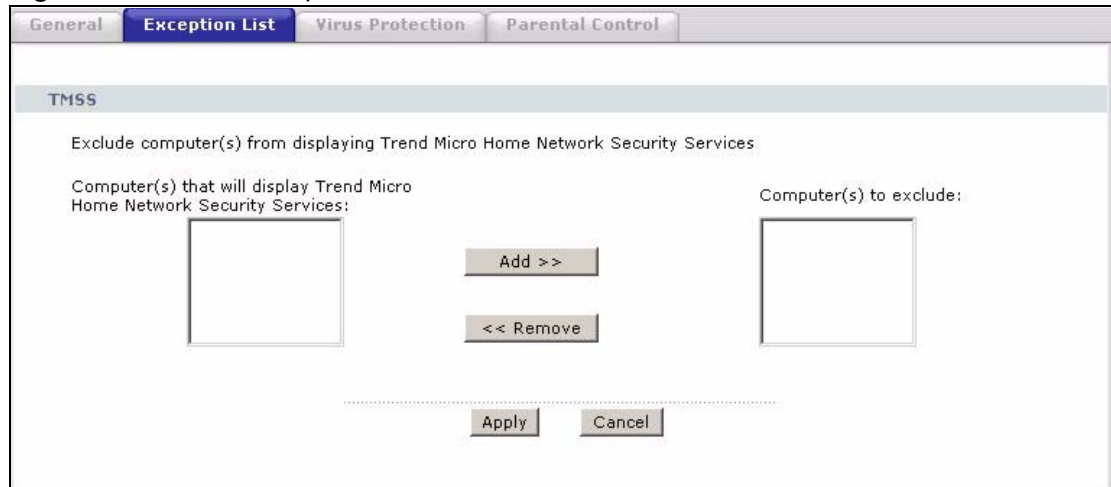 General Exception List Virus Protection Parental Control
TMSS
Exclude computer(s) from displaying Trend Micro Home Network Security Services
Computer(s) that will display Trend Micro
Home Network Security Services:
Computer(s) to exclude:
Add >>
<< Remove
Apply Cancel